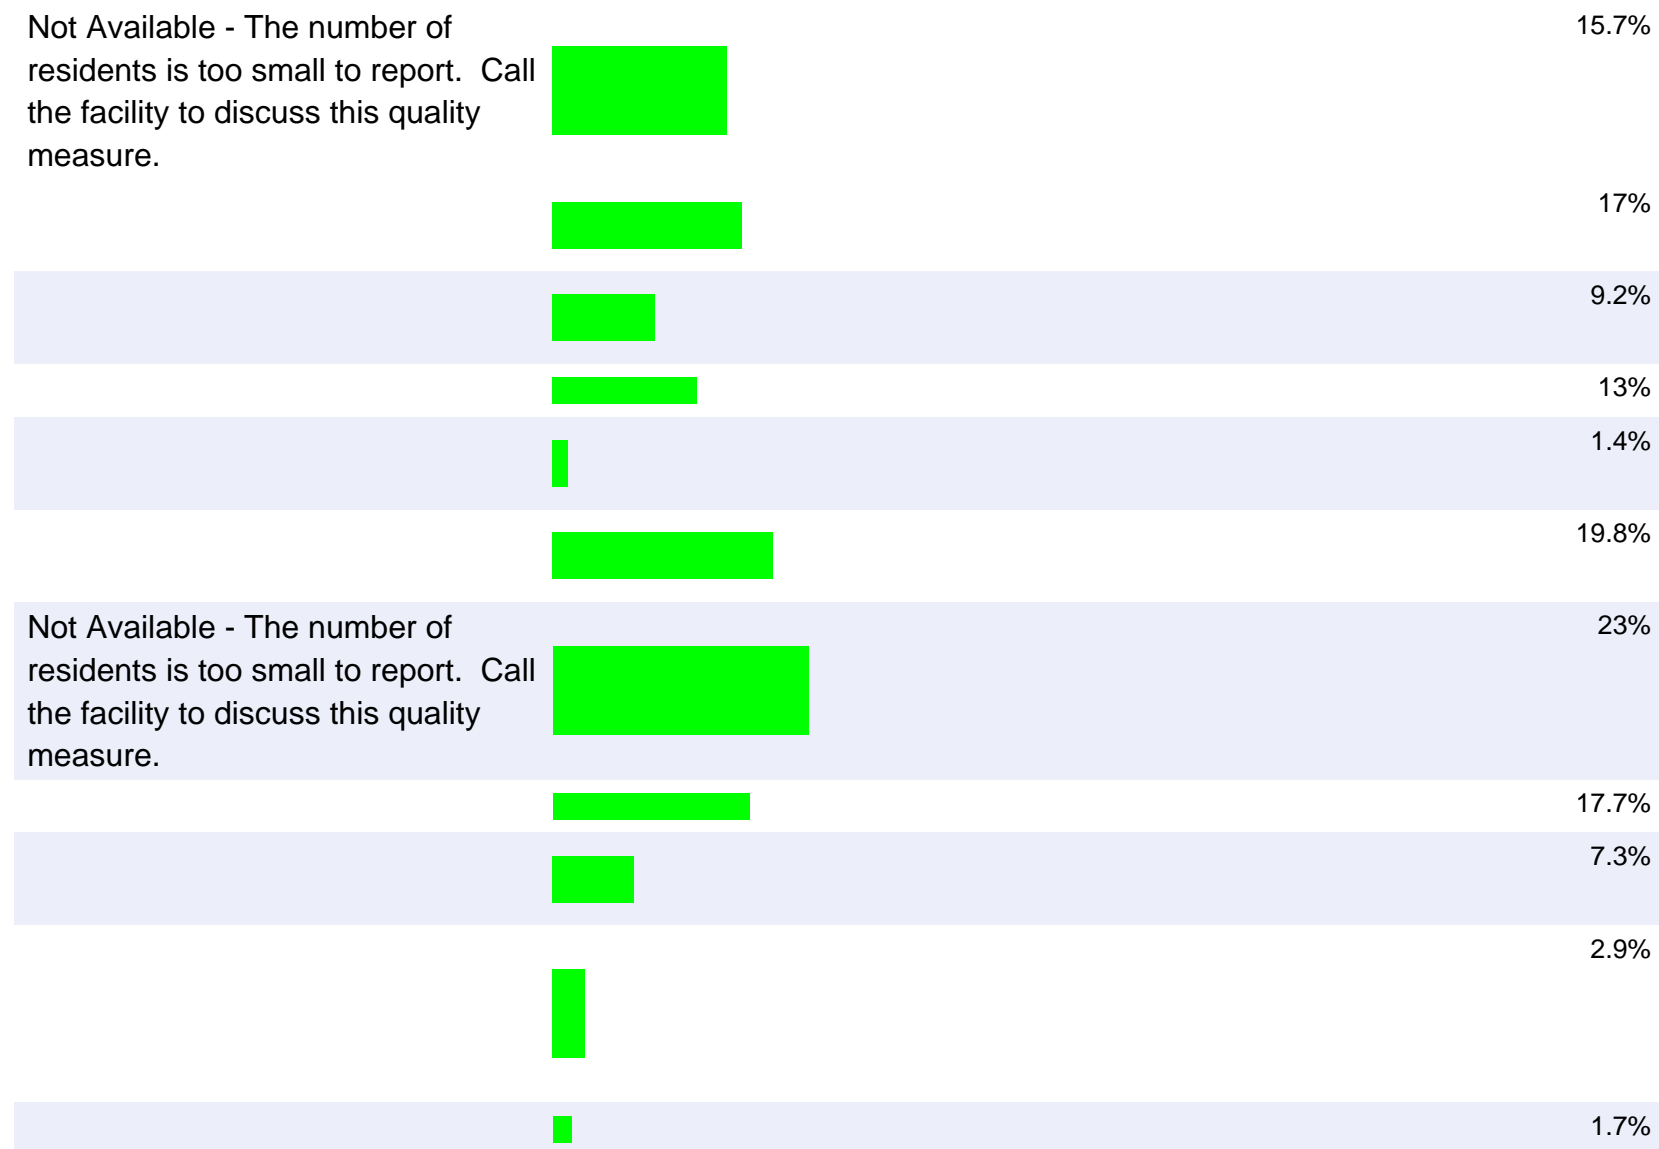 Not Available - The number of
residents is too small to report.  Call
the facility to discuss this quality
measure.
15.7%
17%
9.2%
13%
1.4%
19.8%
Not Available - The number of
residents is too small to report.  Call
the facility to discuss this quality
measure.
23%
17.7%
7.3%
2.9%
1.7%